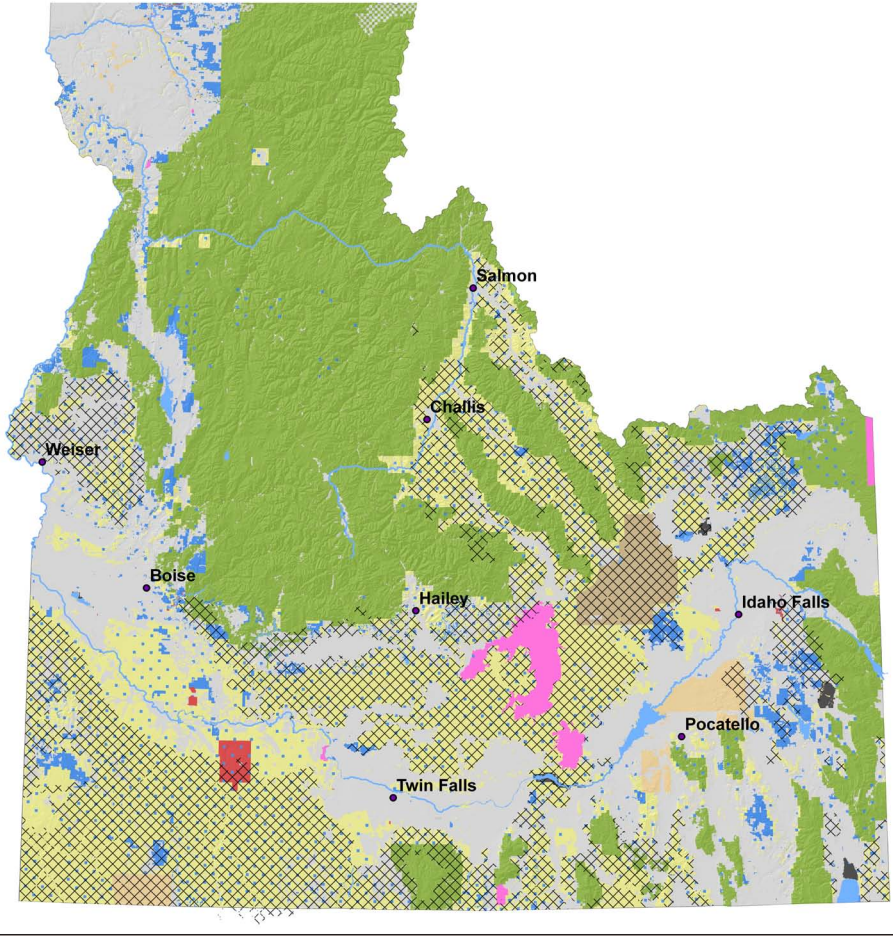 Salmon
Challis
Weiser
Boise
Hailey
Idaho Falls
Pocatello
Twin Falls